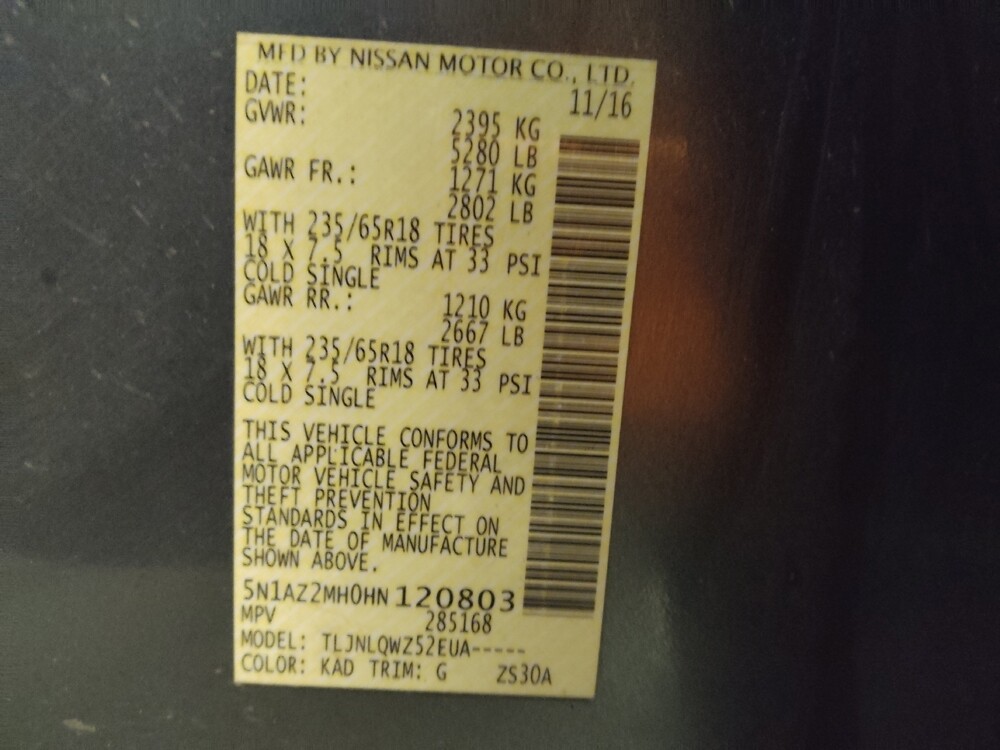 MFD BY NISSAN MOTOR CO., LTD.
DATE: 11/16
GVWR: 2395 KG
5280 LB
GAWR FR.: 1271 KG
2802 LB
WITH 235/65R18 TIRES
18 X 7.5 RIMS AT 33 PSI
COLD SINGLE
GAWR RR.: 1210 KG
2667 LB
WITH 235/65R18 TIRES
18 X 7.5 RIMS AT 33 PSI
COLD SINGLE
THIS VEHICLE CONFORMS TO
ALL APPLICABLE FEDERAL
MOTOR VEHICLE SAFETY AND
THEFT PREVENTION
STANDARDS IN EFFECT ON
THE DATE OF MANUFACTURE
SHOWN ABOVE.
5N1AZ2MH0HN120803
MPV 285168
MODEL: TLJNLQWZ52EUA-----
COLOR: KAD TRIM: G ZS30A